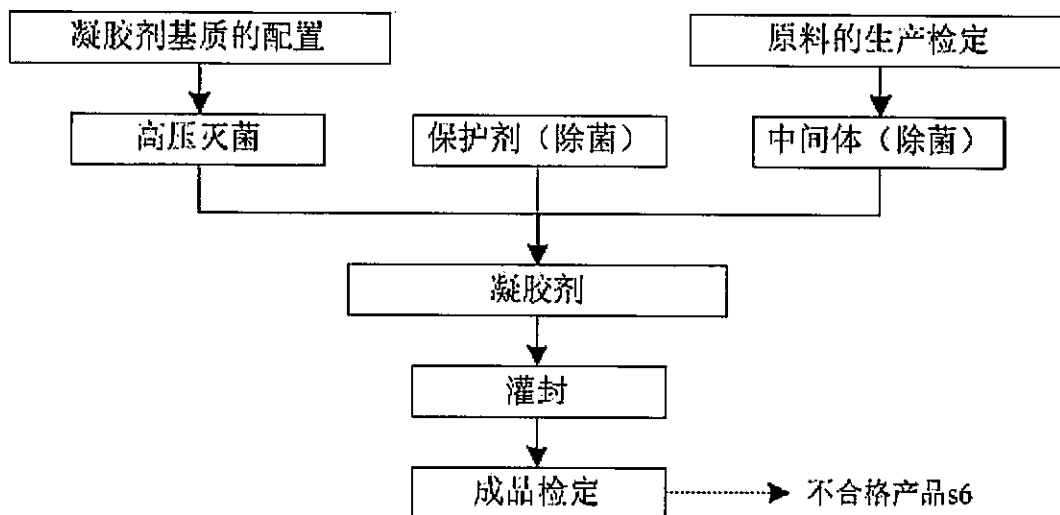 凝胶剂基质的配置
原料的生产检定
高压灭菌
保护剂（除菌）
中间体（除菌）
凝胶剂
灌封
成品检定
不合格产品s6